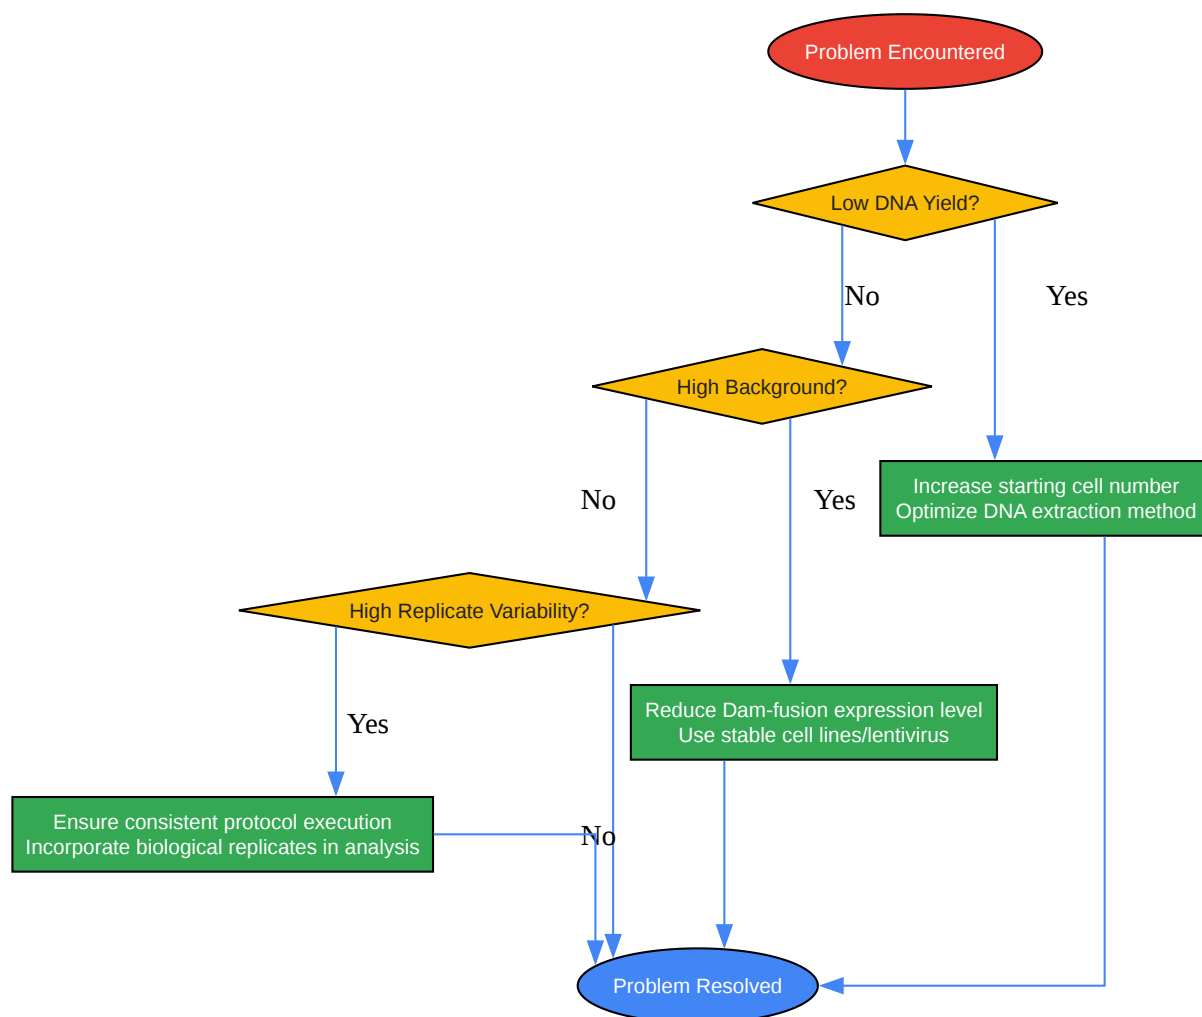 Problem Encountered
Low DNA Yield?
No
Yes
High Background?
Increase starting cell number
Optimize DNA extraction method
No
Yes
High Replicate Variability?
Reduce Dam-fusion expression level
Use stable cell lines/lentivirus
Yes
Ensure consistent protocol execution
Incorporate biological replicates in analysis
No
Problem Resolved